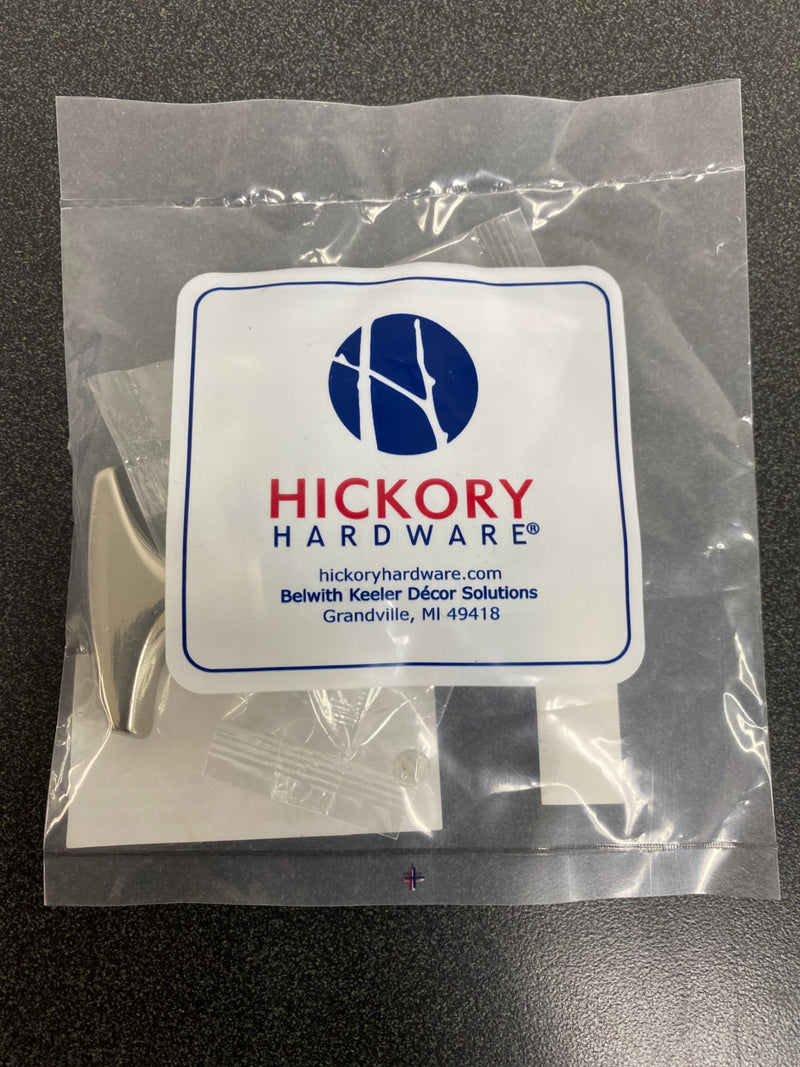 HICKORY
HARDWARE®
hickoryhardware.com
Belwith Keeler Décor Solutions
Grandville, MI 49418